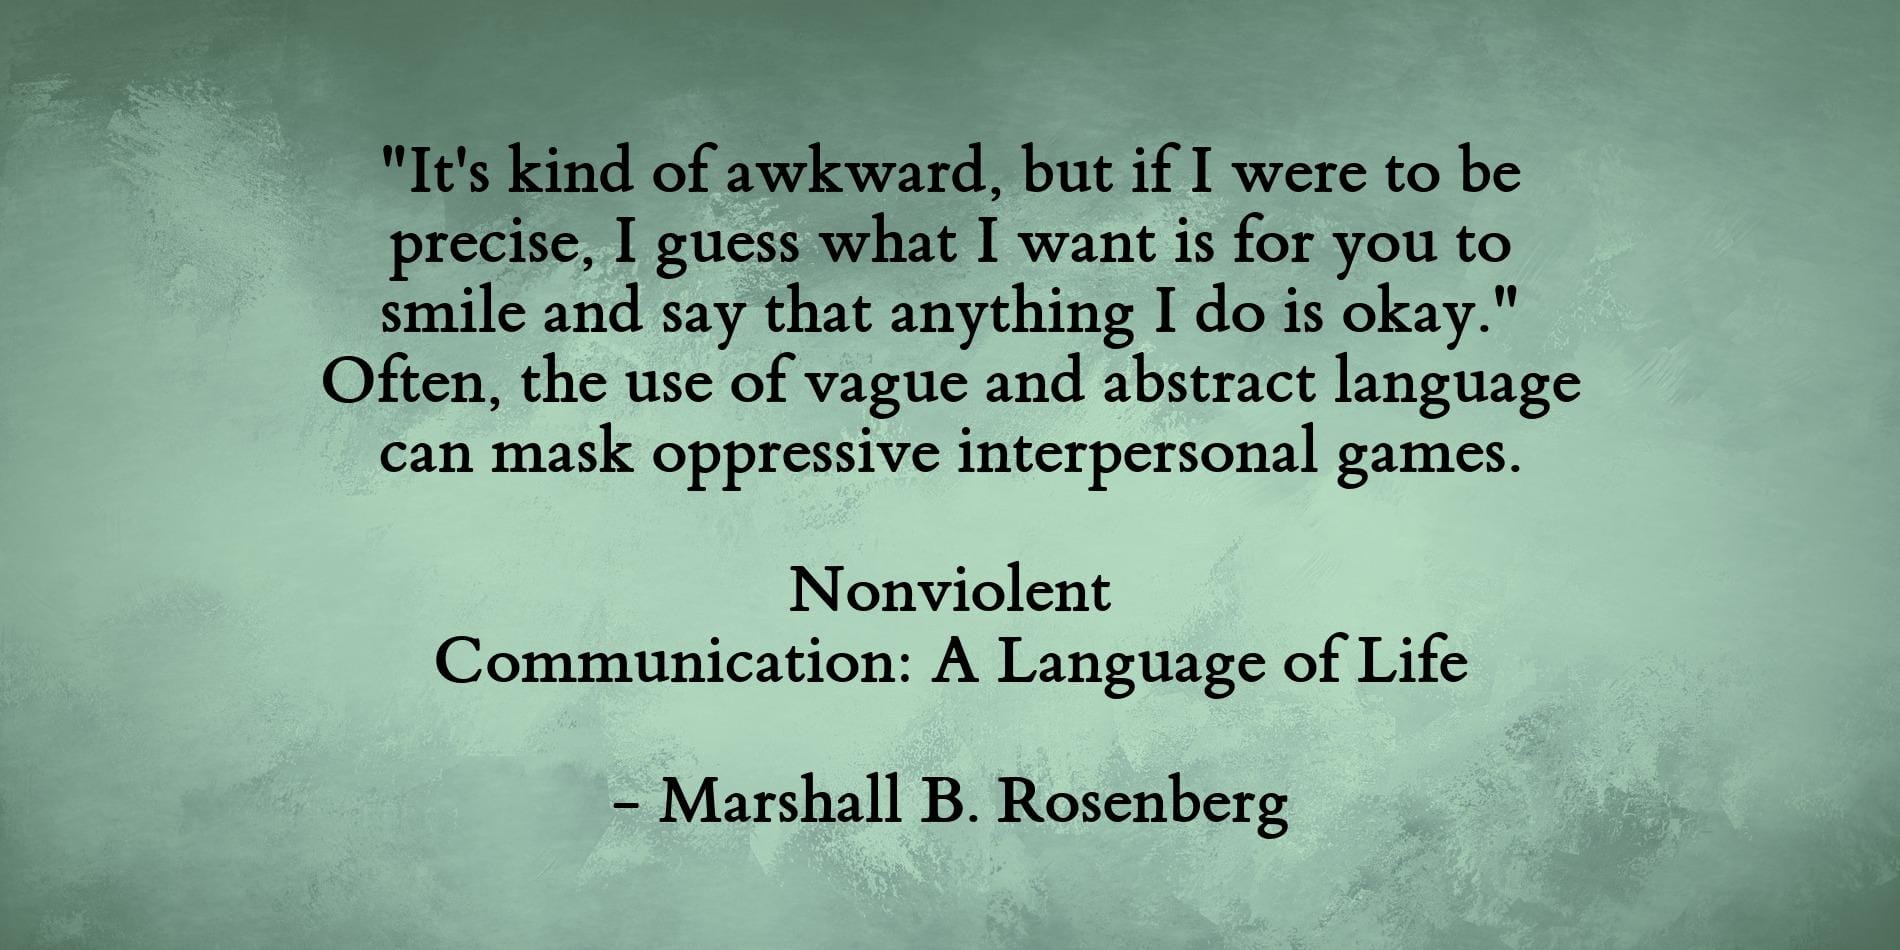 "It's kind of awkward, but if I were to be
precise, I guess what I want is for you to
smile and say that anything I do is okay."
Often, the use of vague and abstract language
can mask oppressive interpersonal games.
Nonviolent
Communication: A Language of Life
– Marshall B. Rosenberg